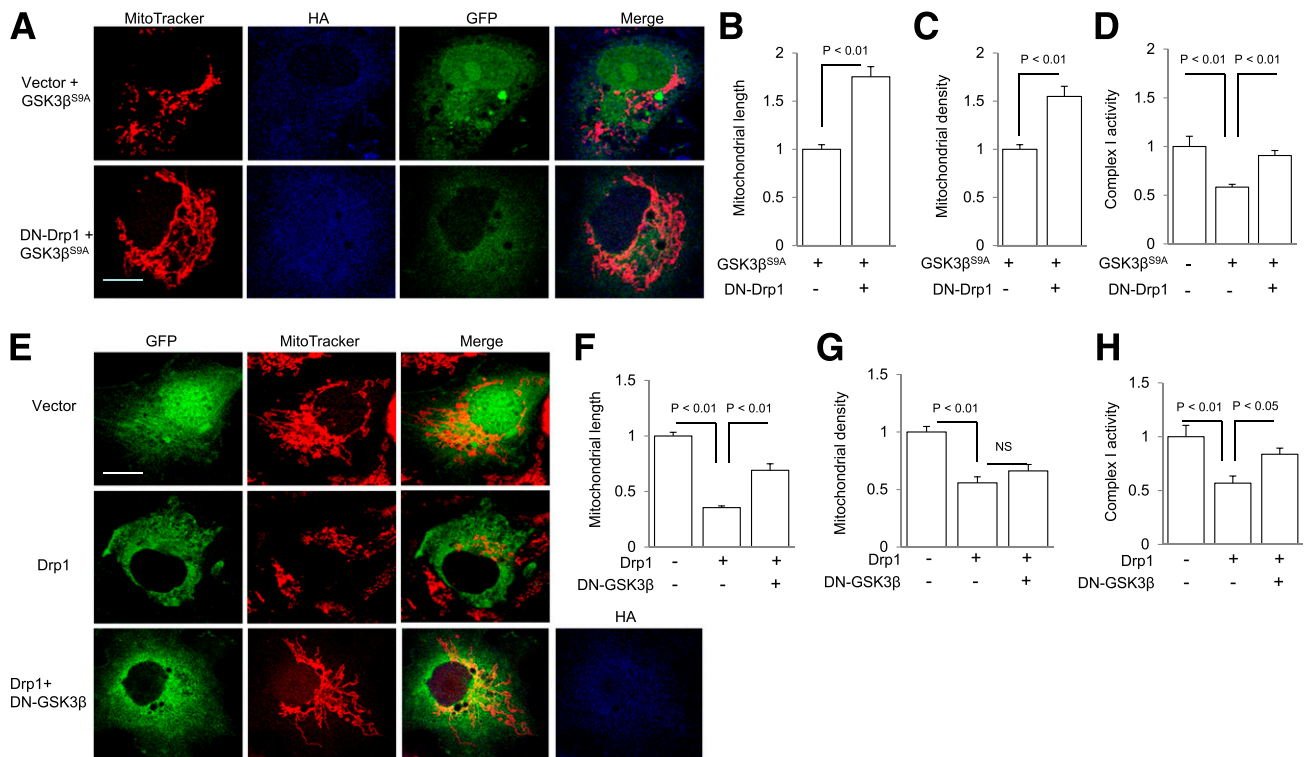 A
MitoTracker HA GFP Merge
Vector +
GSK3β^S9A
DN-Drp1 +
GSK3β^S9A
B
Mitochondrial length
2
1.5
1
0.5
0
P < 0.01
GSK3β^S9A + +
DN-Drp1 - +
C
Mitochondrial density
2
1.5
1
0.5
0
P < 0.01
GSK3β^S9A + +
DN-Drp1 - +
D
Complex I activity
2
1.5
1
0.5
0
P < 0.01 P < 0.01
GSK3β^S9A - + +
DN-Drp1 - - +
E
GFP MitoTracker Merge
Vector
Drp1
Drp1+
DN-GSK3β
HA
F
Mitochondrial length
1.5
1
0.5
0
P < 0.01 P < 0.01
Drp1 - + +
DN-GSK3β - - +
G
Mitochondrial density
1.5
1
0.5
0
P < 0.01
NS
Drp1 - + +
DN-GSK3β - - +
H
Complex I activity
1.5
1
0.5
0
P < 0.01 P < 0.05
Drp1 - + +
DN-GSK3β - - +